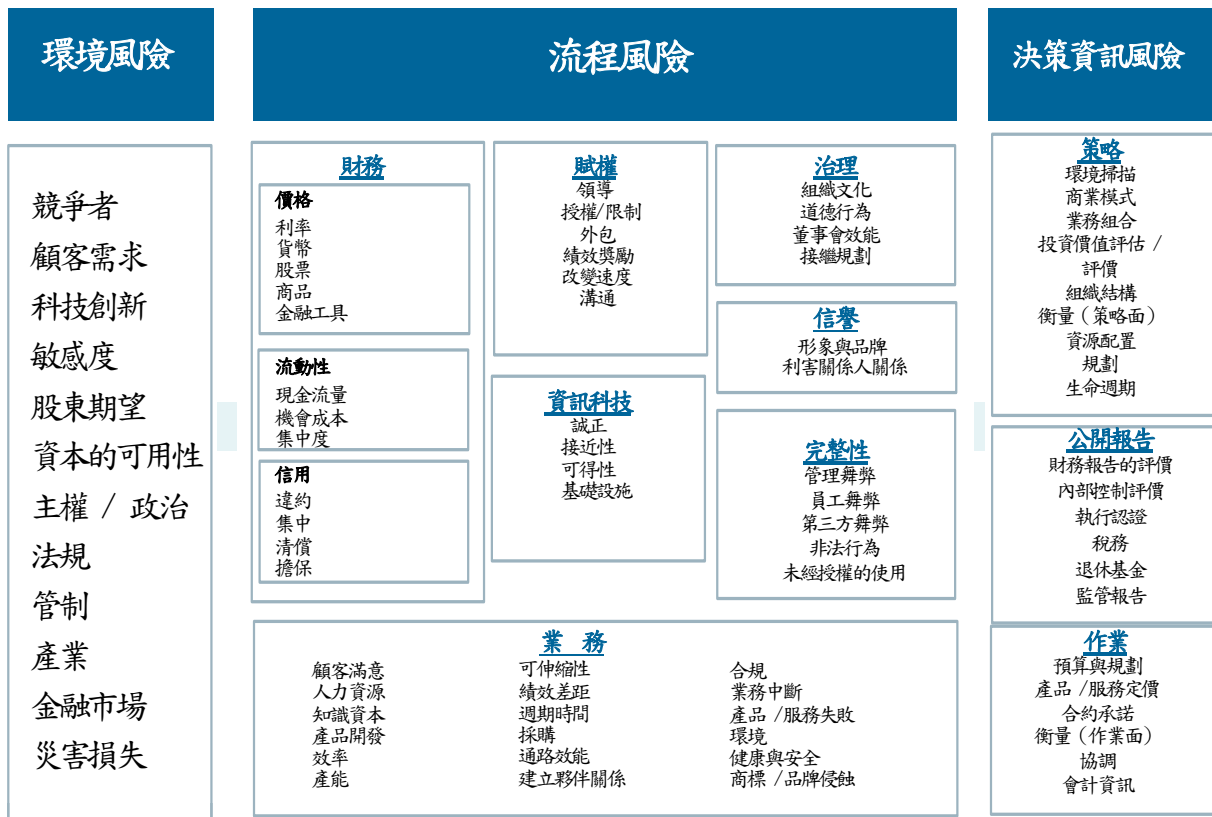 環境風險
競爭者
顧客需求
科技創新
敏感度
股東期望
資本的可用性
主權 / 政治
法規
管制
產業
金融市場
災害損失
流程風險
財務
價格
利率
貨幣
股票
商品
金融工具
流動性
現金流量
機會成本
集中度
信用
違約
集中
清償
擔保
賦權
領導
授權/限制
外包
績效獎勵
改變速度
溝通
資訊科技
誠正
接近性
可得性
基礎設施
治理
組織文化
道德行為
董事會效能
接繼規劃
信譽
形象與品牌
利害關係人關係
完整性
管理舞弊
員工舞弊
第三方舞弊
非法行為
未經授權的使用
業 務
顧客滿意
人力資源
知識資本
產品開發
效率
產能
可伸縮性
績效差距
週期時間
採購
通路效能
建立夥伴關係
合規
業務中斷
產品 /服務失敗
環境
健康與安全
商標 /品牌侵蝕
決策資訊風險
策略
環境掃描
商業模式
業務組合
投資價值評估 /
評價
組織結構
衡量（策略面）
資源配置
規劃
生命週期
公開報告
財務報告的評價
內部控制評價
執行認證
稅務
退休基金
監管報告
作業
預算與規劃
產品 /服務定價
合約承諾
衡量（作業面）
協調
會計資訊